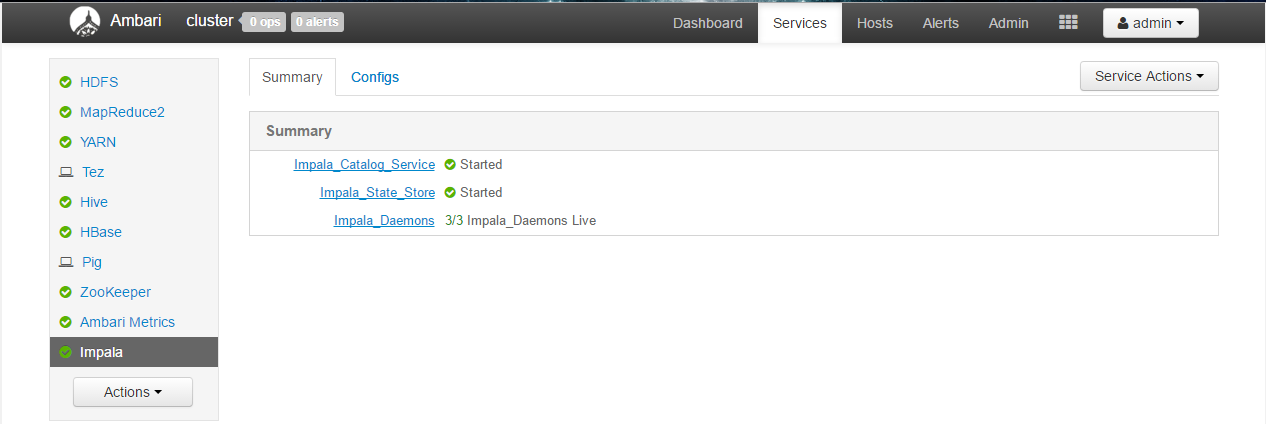 Ambari cluster 0 ops 0 alerts Dashboard Services Hosts Alerts Admin admin
HDFS
MapReduce2
YARN
Tez
Hive
HBase
Pig
ZooKeeper
Ambari Metrics
Impala
Actions
Summary Configs Service Actions
Summary
Impala_Catalog_Service Started
Impala_State_Store Started
Impala_Daemons 3/3 Impala_Daemons Live